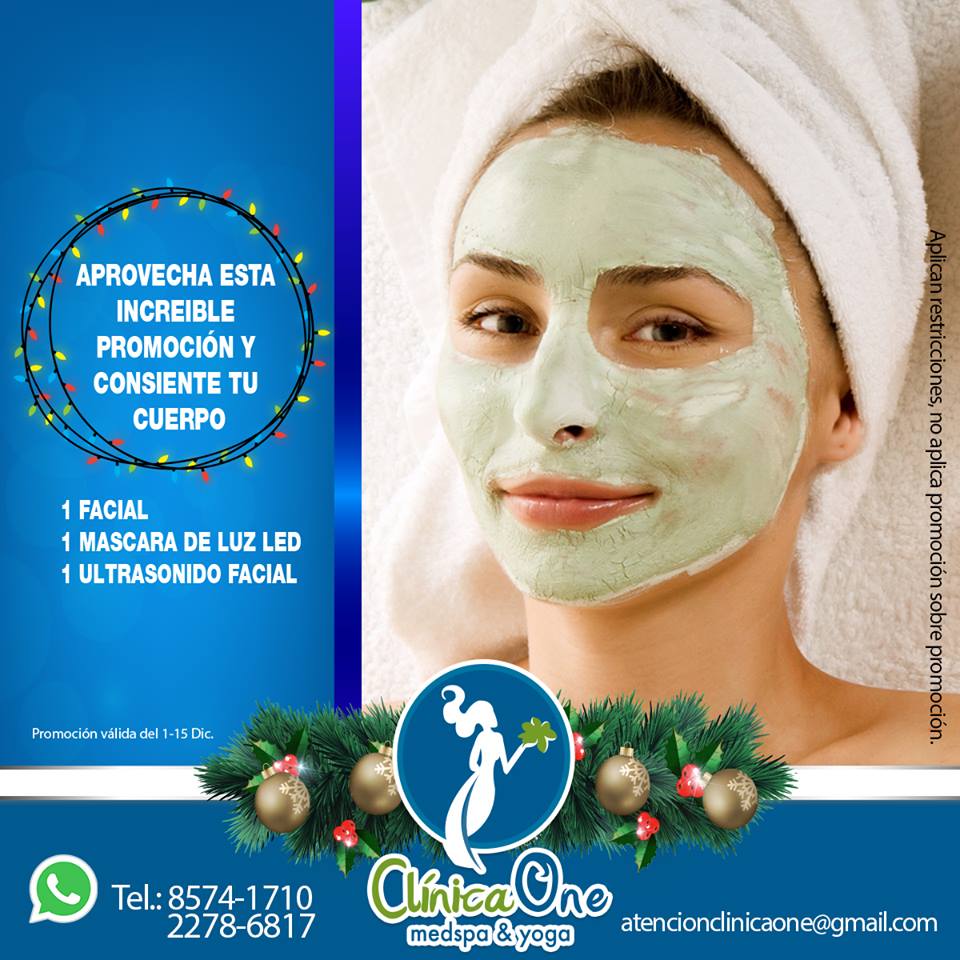 APROVECHA ESTA
INCREIBLE
PROMOCIÓN Y
CONSIENTE TU
CUERPO
1 FACIAL
1 MASCARA DE LUZ LED
1 ULTRASONIDO FACIAL
Promoción válida del 1-15 Dic.
Aplican restricciones, no aplica promoción sobre promoción.
Tel.: 8574-1710
2278-6817
Clínica One
medspa & yoga
atencionclinicaone@gmail.com